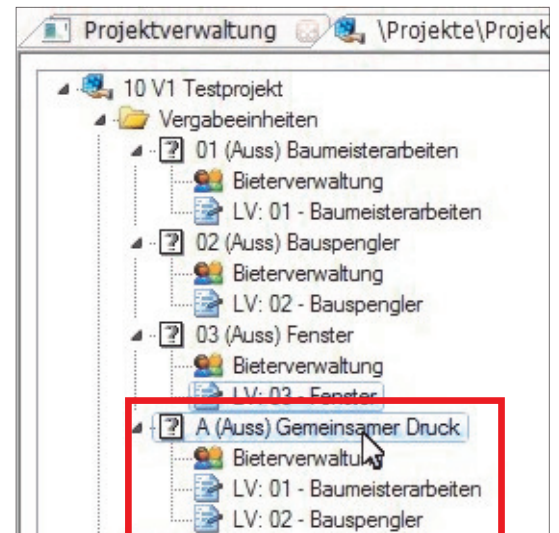 Projektverwaltung \Projekte\Projek
10 V1 Testprojekt
Vergabeeinheiten
01 (Auss) Baumeisterarbeiten
Bieterverwaltung
LV: 01 - Baumeisterarbeiten
02 (Auss) Bauspengler
Bieterverwaltung
LV: 02 - Bauspengler
03 (Auss) Fenster
Bieterverwaltung
LV: 03 - Fenster
A (Auss) Gemeinsamer Druck
Bieterverwaltung
LV: 01 - Baumeisterarbeiten
LV: 02 - Bauspengler